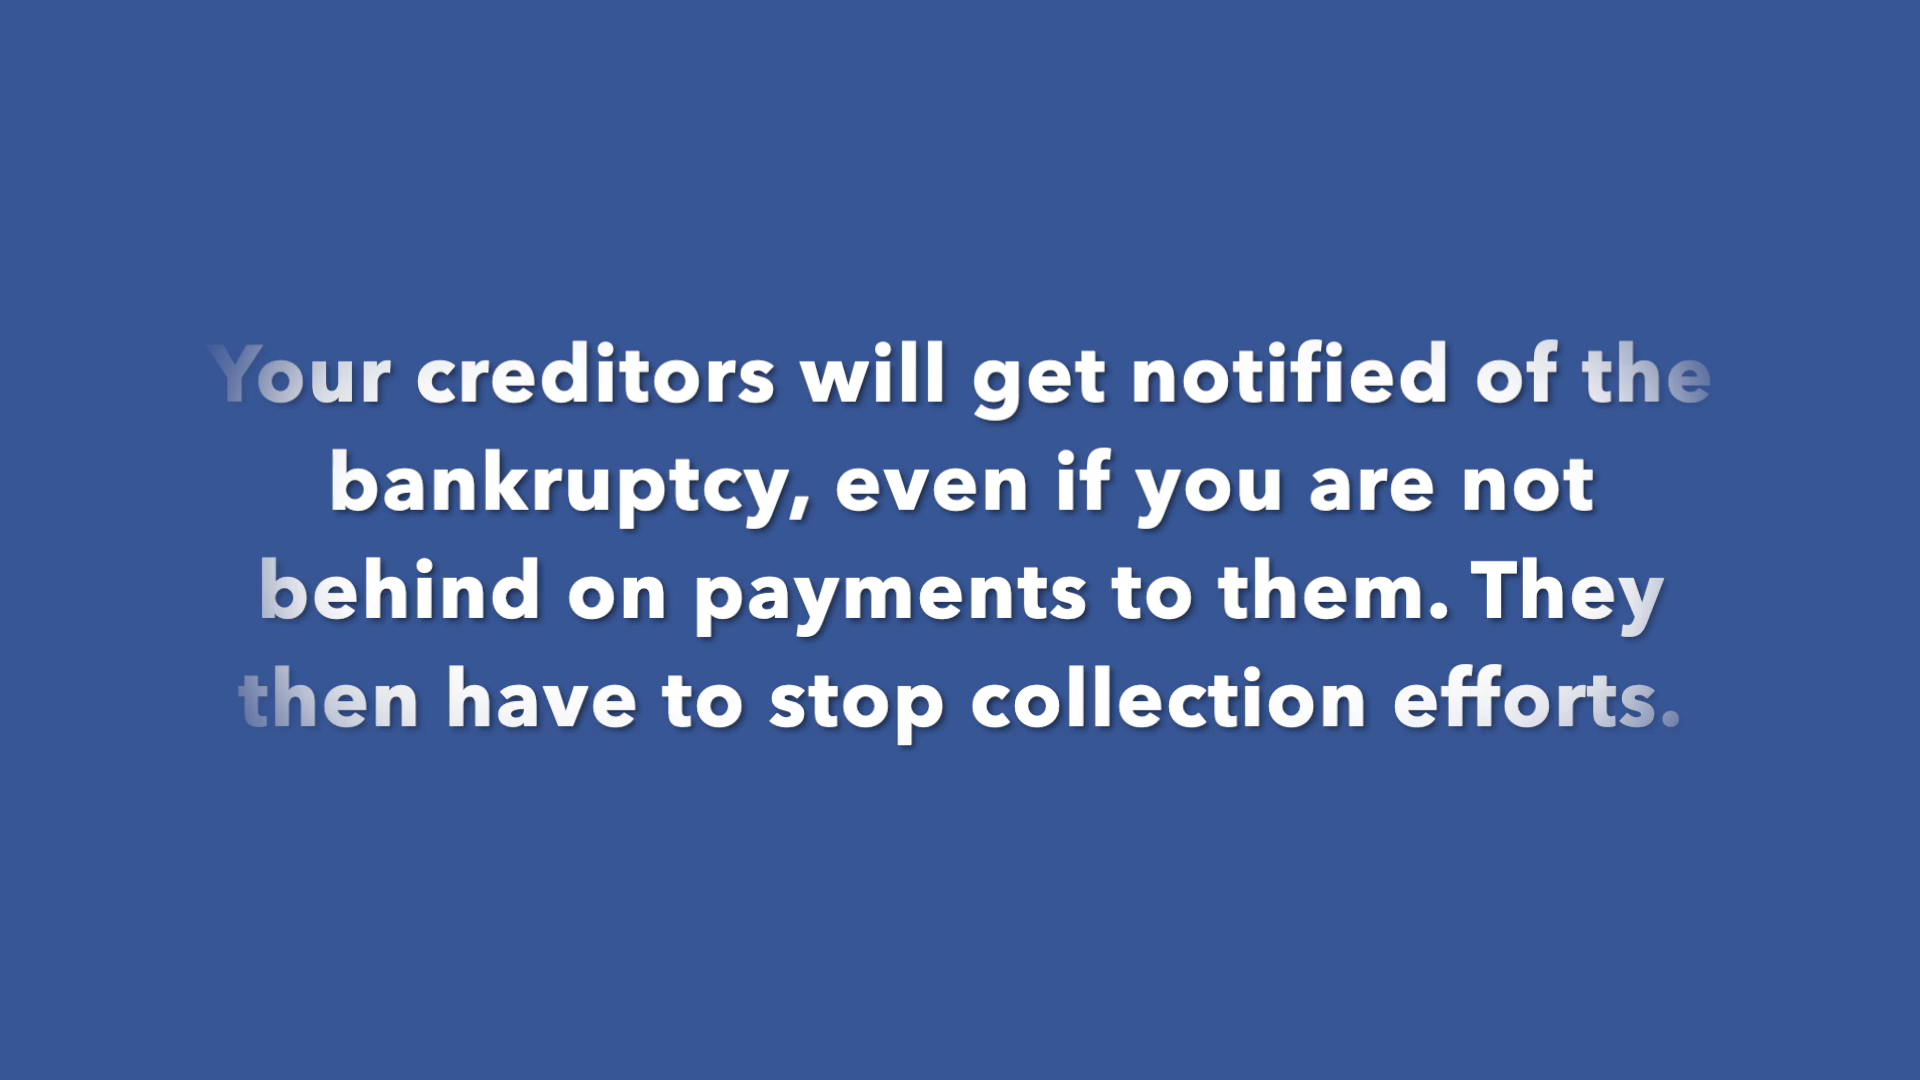 Your creditors will get notified of the
bankruptcy, even if you are not
behind on payments to them. They
then have to stop collection efforts.